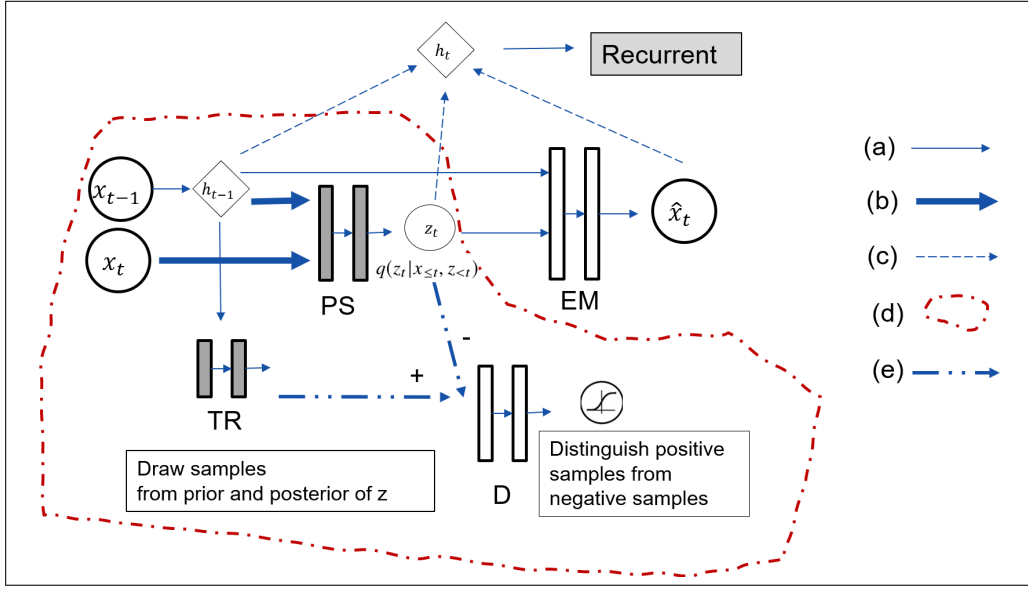 h_t
Recurrent
(a)
x_{t-1}
h_{t-1}
(b)
z_t
x̂_t
x_t
(c)
q(z_t|x_{≤t}, z_{<t})
PS
EM
(d)
-
+
(e)
TR
Draw samples
from prior and posterior of z
D
Distinguish positive
samples from
negative samples